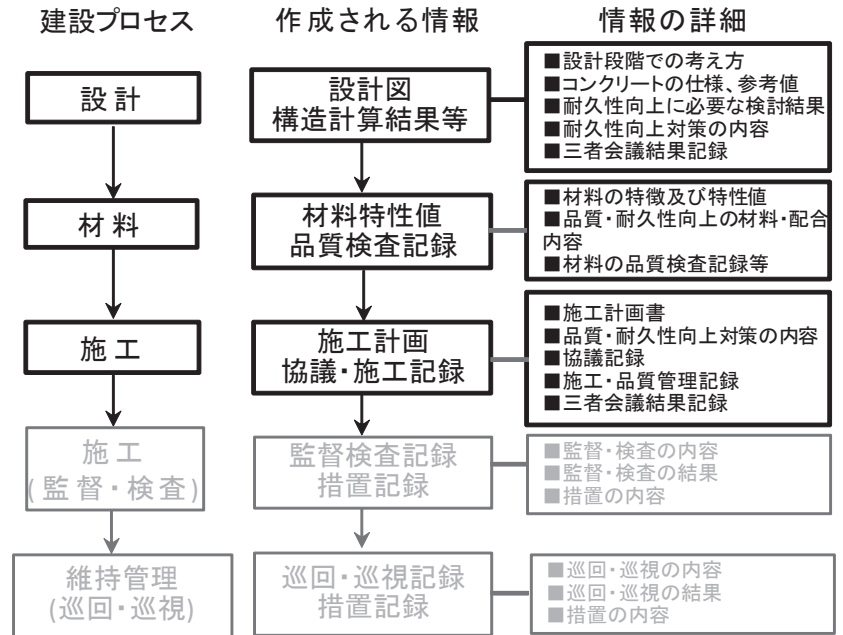 建設プロセス
作成される情報
情報の詳細
設計
設計図
構造計算結果等
■設計段階での考え方
■コンクリートの仕様、参考値
■耐久性向上に必要な検討結果
■耐久性向上対策の内容
■三者会議結果記録
材料
材料特性値
品質検査記録
■材料の特徴及び特性値
■品質・耐久性向上の材料・配合
内容
■材料の品質検査記録等
施工
施工計画
協議・施工記録
■施工計画書
■品質・耐久性向上対策の内容
■協議記録
■施工・品質管理記録
■三者会議結果記録
施工
(監督・検査)
監督検査記録
措置記録
■監督・検査の内容
■監督・検査の結果
■措置の内容
維持管理
(巡回・巡視)
巡回・巡視記録
措置記録
■巡回・巡視の内容
■巡回・巡視の結果
■措置の内容